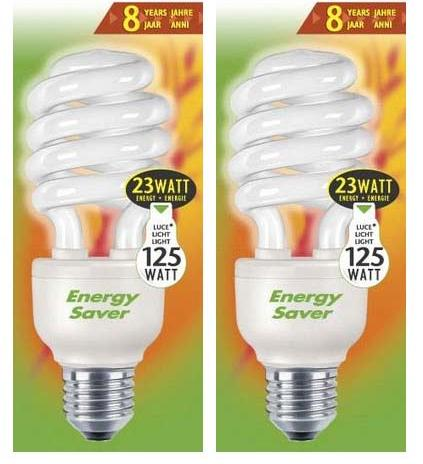 8 YEARS JAHRE
JAAR ANNI
23WATT
ENERGY • ENERGIE
LUCE*
LICHT
LIGHT
125
WATT
Energy
Saver
8 YEARS JAHRE
JAAR ANNI
23WATT
ENERGY • ENERGIE
LUCE*
LICHT
LIGHT
125
WATT
Energy
Saver